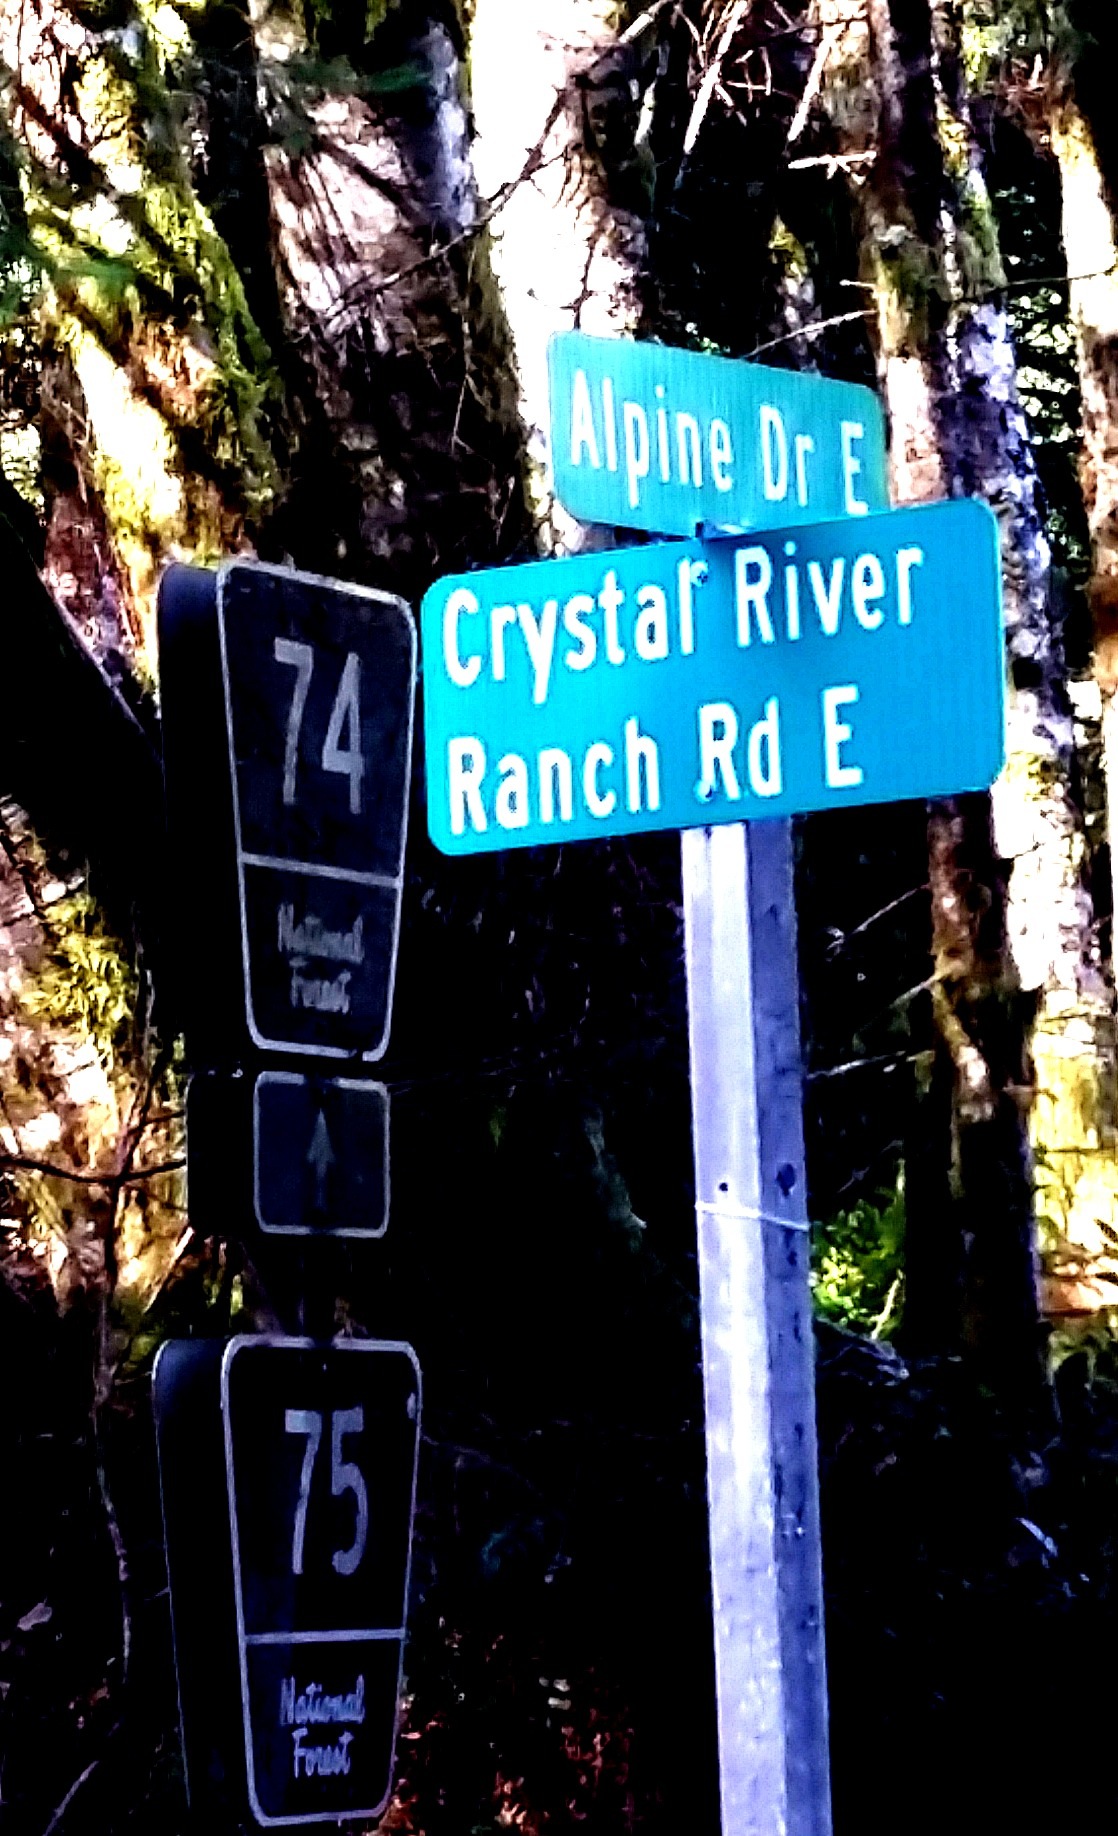 Alpine Dr E
Crystal River
Ranch Rd E
74
National
Forest
75
National
Forest